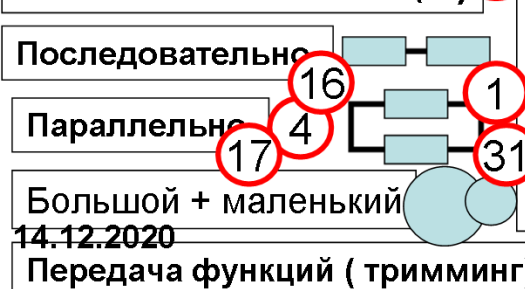 Последовательно
16
1
Параллельно
4
17
31
Большой + маленький
14.12.2020
Передача функций ( тримминг